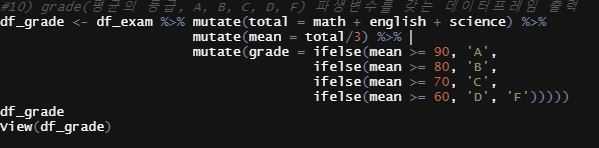 #10) grade(평균의 등급, A, B, C, D, F) 파생변수를 갖는 데이터프레임 출력
df_grade <- df_exam %>% mutate(total = math + english + science) %>%
mutate(mean = total/3) %>%
mutate(grade = ifelse(mean >= 90, 'A',
ifelse(mean >= 80, 'B',
ifelse(mean >= 70, 'C',
ifelse(mean >= 60, 'D', 'F')))))
df_grade
View(df_grade)